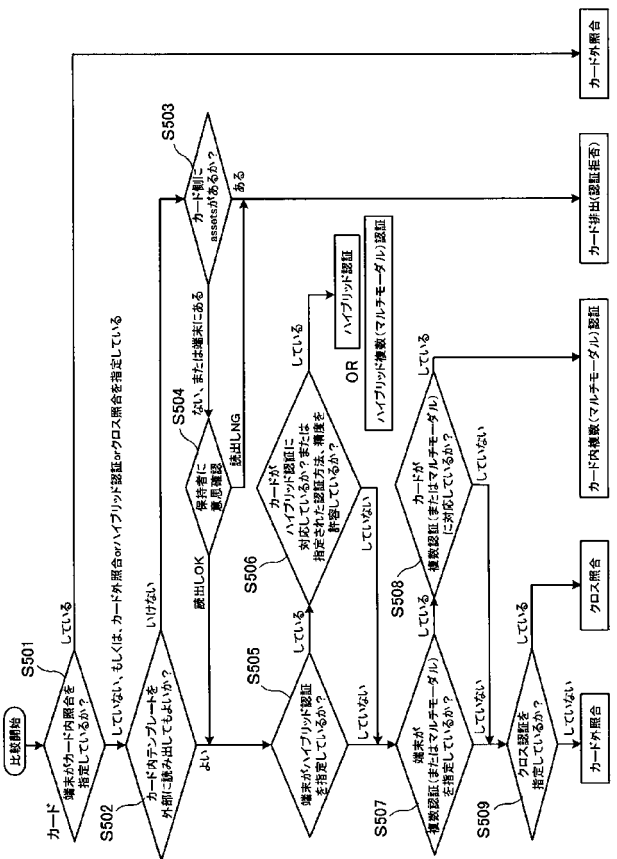 比較開始
カード
S501
端末がカード内照合を
指定しているか?
している
していない、もしくは、カード外照合orハイブリッド認証orクロス照合を指定している
カード外照合
S502
カード内テンプレートを
外部に読み出してもよいか?
いけない
よい
S503
カード側に
assetsがあるか?
ある
ない、または端末にある
カード排出(認証拒否)
S504
保持者に
意思確認
読出しNG
読出しOK
S505
端末がハイブリッド認証
を指定しているか?
している
していない
S506
カードが
ハイブリッド認証に
対応しているか?または
指定された認証方法、精度を
許容しているか?
している
していない
ハイブリッド認証
OR
ハイブリッド複数(マルチモーダル)認証
S507
端末が
複数認証(またはマルチモーダル)
を指定しているか?
している
していない
S508
カードが
複数認証(またはマルチモーダル)
に対応しているか?
している
していない
カード内複数(マルチモーダル)認証
S509
クロス認証を
指定しているか?
している
していない
クロス照合
カード外照合